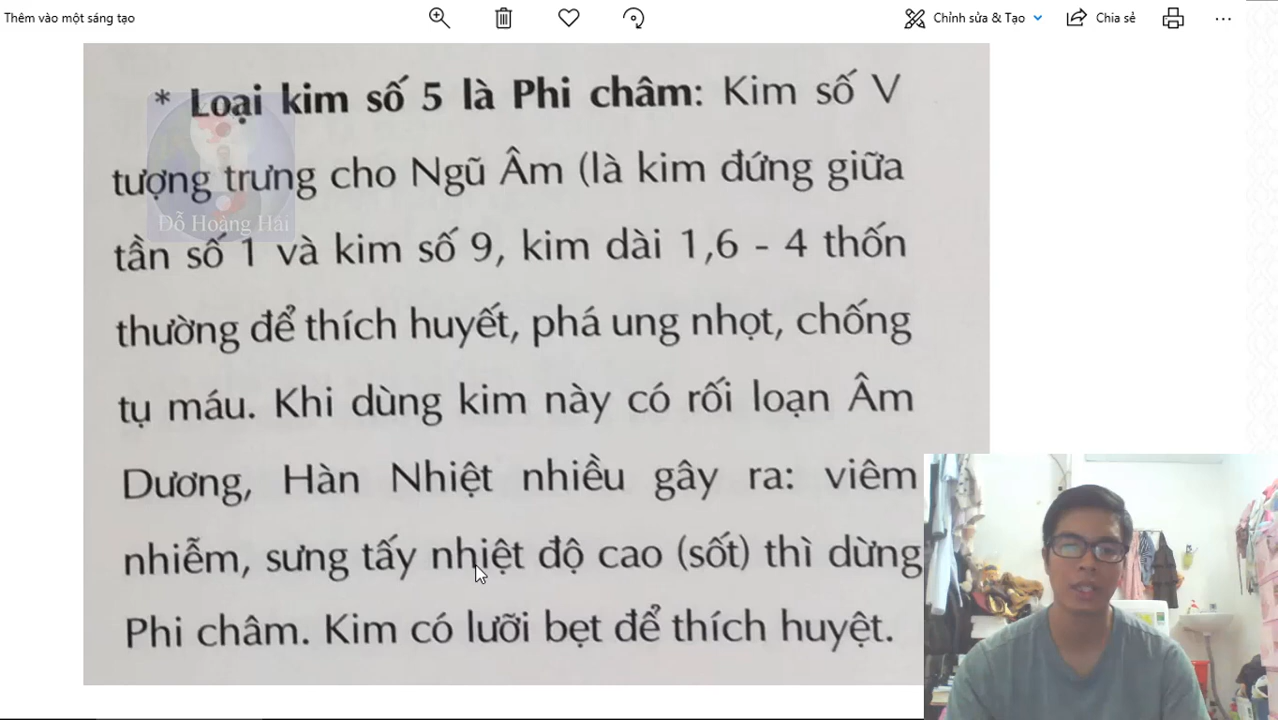 Thêm vào một sáng tạo
Chỉnh sửa & Tạo
Chia sẻ
* Loại kim số 5 là Phi châm: Kim số V
tượng trưng cho Ngũ Âm (là kim đứng giữa
tần số 1 và kim số 9, kim dài 1,6 - 4 thốn
thường để thích huyết, phá ung nhọt, chống
tụ máu. Khi dùng kim này có rối loạn Âm
Dương, Hàn Nhiệt nhiều gây ra: viêm
nhiễm, sưng tấy nhiệt độ cao (sốt) thì dừng
Phi châm. Kim có lưỡi bẹt để thích huyệt.
Đỗ Hoàng Hải